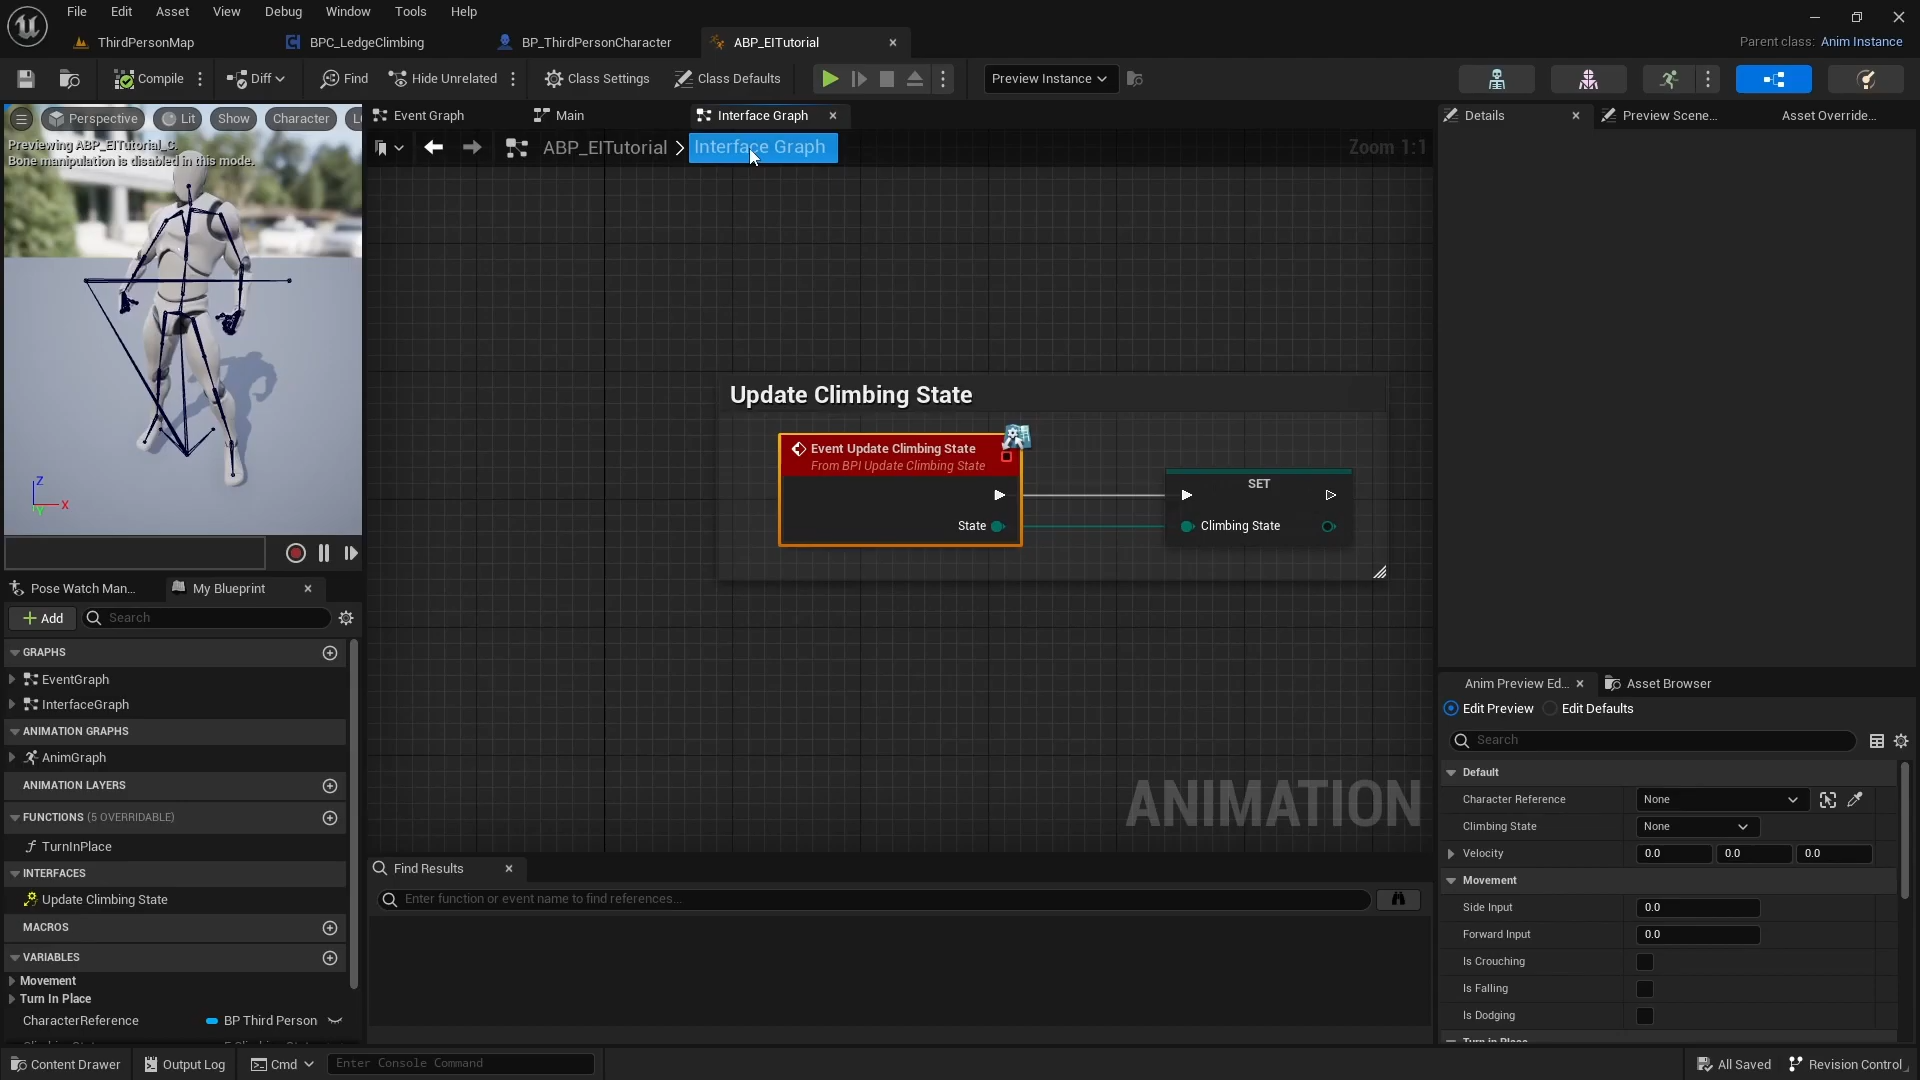 File Edit Asset View Debug Window Tools Help
ThirdPersonMap BPC_LedgeClimbing BP_ThirdPersonCharacter ABP_EITutorial
Parent class: Anim Instance
Compile Diff Find Hide Unrelated Class Settings Class Defaults Preview Instance
Perspective Lit Show Character
Previewing ABP_EITutorial_C.
Bone manipulation is disabled in this mode.
Z
X
Y
Event Graph Main Interface Graph
ABP_EITutorial > Interface Graph
Zoom 1:1
Update Climbing State
Event Update Climbing State
From BPI Update Climbing State
State
SET
Climbing State
ANIMATION
Pose Watch Man... My Blueprint
Add Search
GRAPHS
EventGraph
InterfaceGraph
ANIMATION GRAPHS
AnimGraph
ANIMATION LAYERS
FUNCTIONS (5 OVERRIDABLE)
TurnInPlace
INTERFACES
Update Climbing State
MACROS
VARIABLES
Movement
Turn In Place
CharacterReference BP Third Person
Find Results
Enter function or event name to find references...
Details Preview Scene... Asset Override...
Anim Preview Ed... Asset Browser
Edit Preview Edit Defaults
Search
Default
Character Reference None
Climbing State None
Velocity 0.0 0.0 0.0
Movement
Side Input 0.0
Forward Input 0.0
Is Crouching
Is Falling
Is Dodging
Turn in Place
Content Drawer Output Log Cmd Enter Console Command
All Saved Revision Control